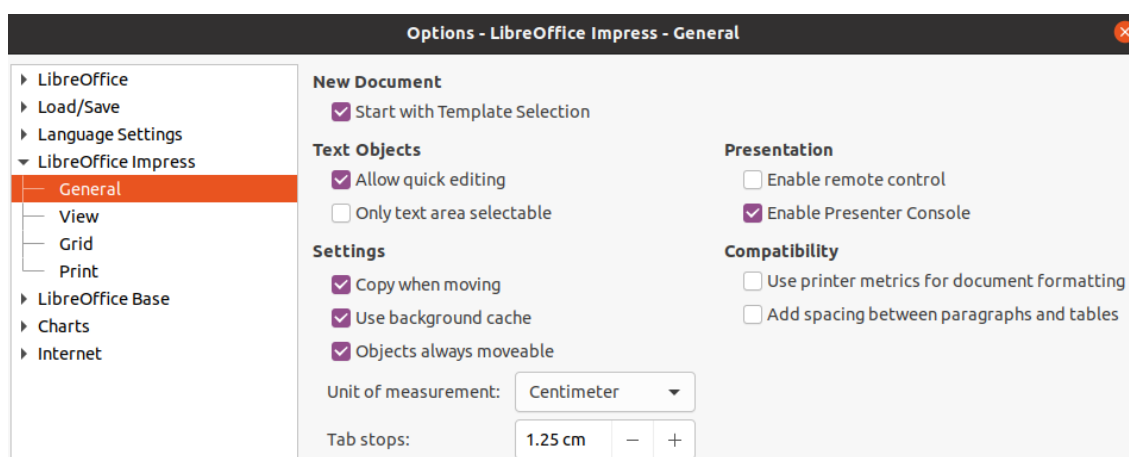 Options - LibreOffice Impress - General
LibreOffice
Load/Save
Language Settings
LibreOffice Impress
General
View
Grid
Print
LibreOffice Base
Charts
Internet
New Document
Start with Template Selection
Text Objects
Allow quick editing
Only text area selectable
Settings
Copy when moving
Use background cache
Objects always moveable
Unit of measurement: Centimeter
Tab stops: 1.25 cm − +
Presentation
Enable remote control
Enable Presenter Console
Compatibility
Use printer metrics for document formatting
Add spacing between paragraphs and tables